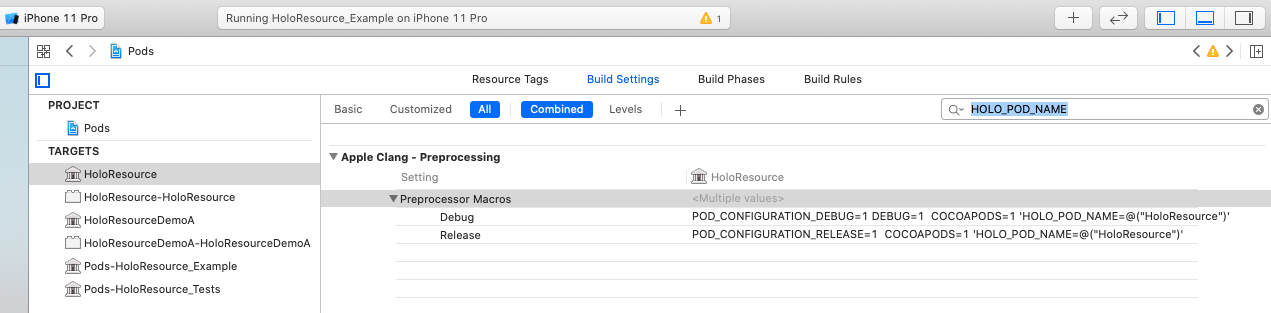 iPhone 11 Pro
Running HoloResource_Example on iPhone 11 Pro
1
Pods
Resource Tags
Build Settings
Build Phases
Build Rules
PROJECT
Pods
TARGETS
HoloResource
HoloResource-HoloResource
HoloResourceDemoA
HoloResourceDemoA-HoloResourceDemoA
Pods-HoloResource_Example
Pods-HoloResource_Tests
Basic
Customized
All
Combined
Levels
HOLO_POD_NAME
Apple Clang - Preprocessing
Setting
HoloResource
Preprocessor Macros
<Multiple values>
Debug
POD_CONFIGURATION_DEBUG=1 DEBUG=1  COCOAPODS=1 'HOLO_POD_NAME=@("HoloResource")'
Release
POD_CONFIGURATION_RELEASE=1  COCOAPODS=1 'HOLO_POD_NAME=@("HoloResource")'